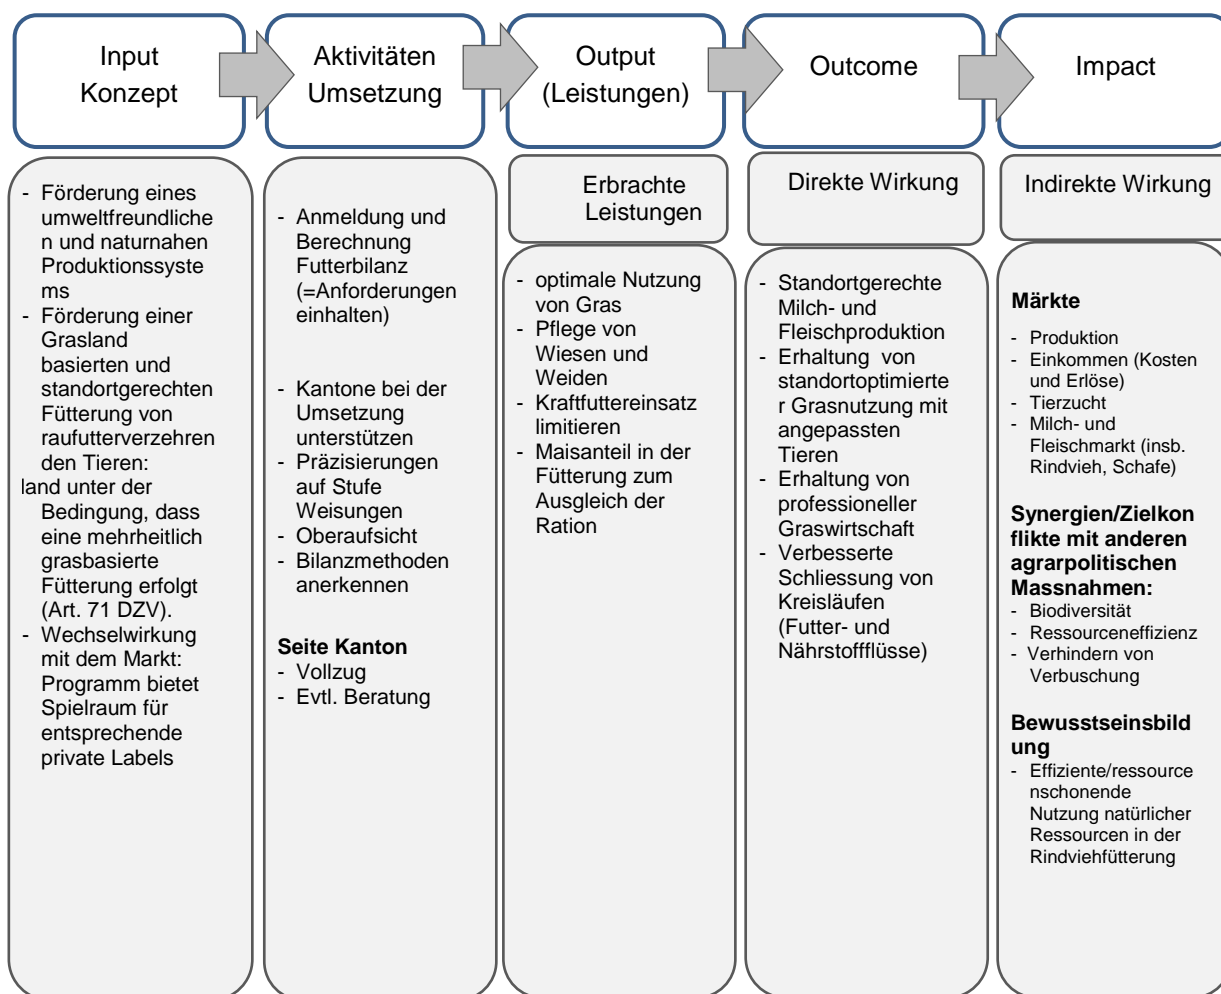 Input
Konzept
Aktivitäten
Umsetzung
Output
(Leistungen)
Outcome
Impact
- Förderung eines
umweltfreundliche
n und naturnahen
Produktionssyste
ms
- Förderung einer
Grasland
basierten und
standortgerechten
Fütterung von
raufutterverzehren
den Tieren:
land unter der
Bedingung, dass
eine mehrheitlich
grasbasierte
Fütterung erfolgt
(Art. 71 DZV).
- Wechselwirkung
mit dem Markt:
Programm bietet
Spielraum für
entsprechende
private Labels
- Anmeldung und
Berechnung
Futterbilanz
(=Anforderungen
einhalten)
- Kantone bei der
Umsetzung
unterstützen
- Präzisierungen
auf Stufe
Weisungen
- Oberaufsicht
- Bilanzmethoden
anerkennen
Seite Kanton
- Vollzug
- Evtl. Beratung
Erbrachte
Leistungen
- optimale Nutzung
von Gras
- Pflege von
Wiesen und
Weiden
- Kraftfuttereinsatz
limitieren
- Maisanteil in der
Fütterung zum
Ausgleich der
Ration
Direkte Wirkung
- Standortgerechte
Milch- und
Fleischproduktion
- Erhaltung von
standortoptimierte
r Grasnutzung mit
angepassten
Tieren
- Erhaltung von
professioneller
Graswirtschaft
- Verbesserte
Schliessung von
Kreisläufen
(Futter- und
Nährstoffflüsse)
Indirekte Wirkung
Märkte
- Produktion
- Einkommen (Kosten
und Erlöse)
- Tierzucht
- Milch- und
Fleischmarkt (insb.
Rindvieh, Schafe)
Synergien/Zielkon
flikte mit anderen
agrarpolitischen
Massnahmen:
- Biodiversität
- Ressourceneffizienz
- Verhindern von
Verbuschung
Bewusstseinsbild
ung
- Effiziente/ressource
nschonende
Nutzung natürlicher
Ressourcen in der
Rindviehfütterung